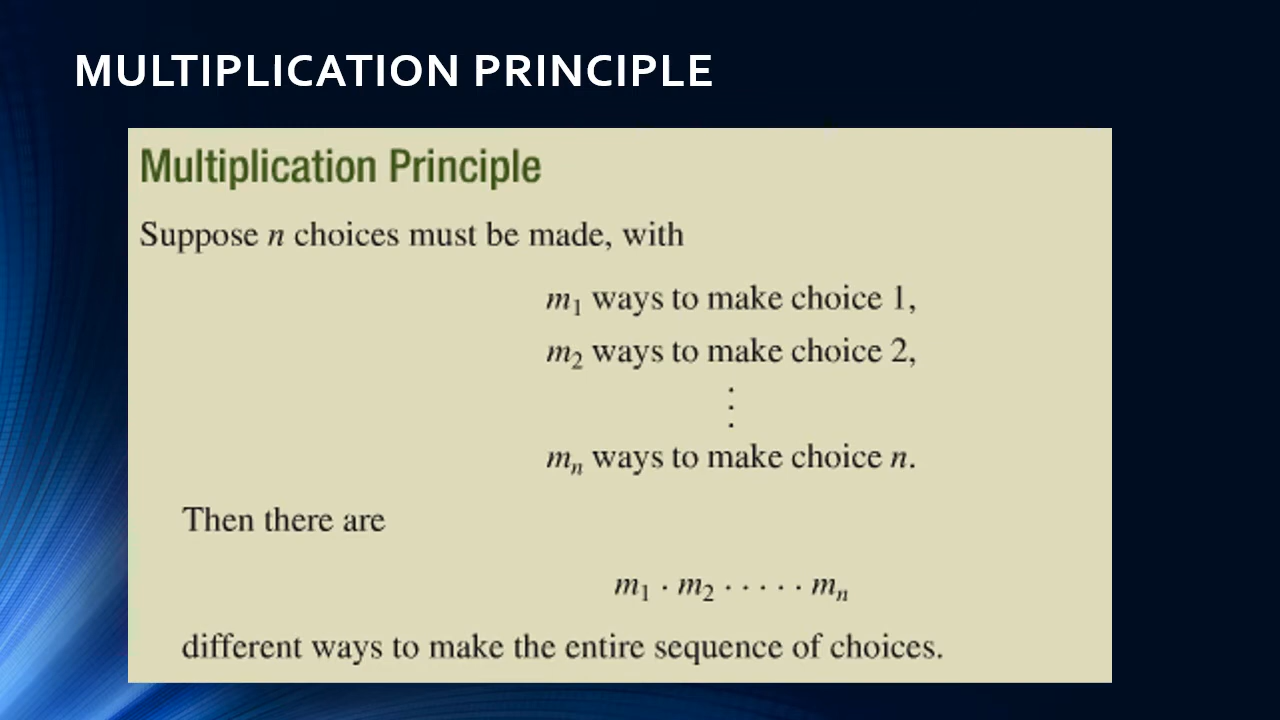 MULTIPLICATION PRINCIPLE
Multiplication Principle
Suppose n choices must be made, with
m₁ ways to make choice 1,
m₂ ways to make choice 2,
⋮
mₙ ways to make choice n.
Then there are
m₁ · m₂ · · · · · mₙ
different ways to make the entire sequence of choices.